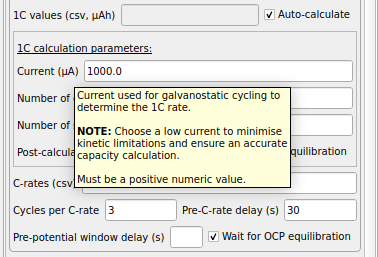 1C values (csv, µAh) Auto-calculate
1C calculation parameters:
Current (µA) 1000.0
Current used for galvanostatic cycling to
determine the 1C rate.
Number of
NOTE: Choose a low current to minimise
Number of
kinetic limitations and ensure an accurate
capacity calculation.
Post-calcula quilibration
Must be a positive numeric value.
C-rates (csv
Cycles per C-rate 3 Pre-C-rate delay (s) 30
Pre-potential window delay (s) Wait for OCP equilibration